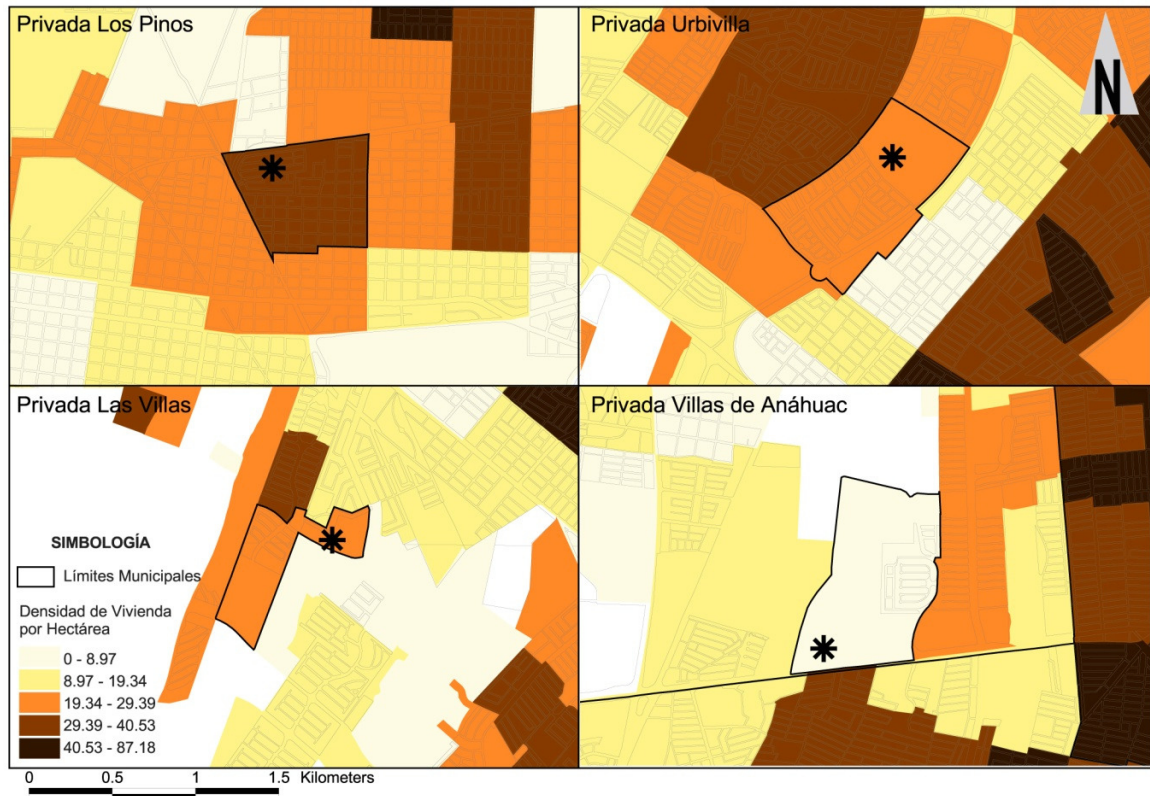 Privada Los Pinos
Privada Urbivilla
N
Privada Las Villas
Privada Villas de Anáhuac
SIMBOLOGÍA
Límites Municipales
Densidad de Vivienda
por Hectárea
0 - 8.97
8.97 - 19.34
19.34 - 29.39
29.39 - 40.53
40.53 - 87.18
0 0.5 1 1.5 Kilometers